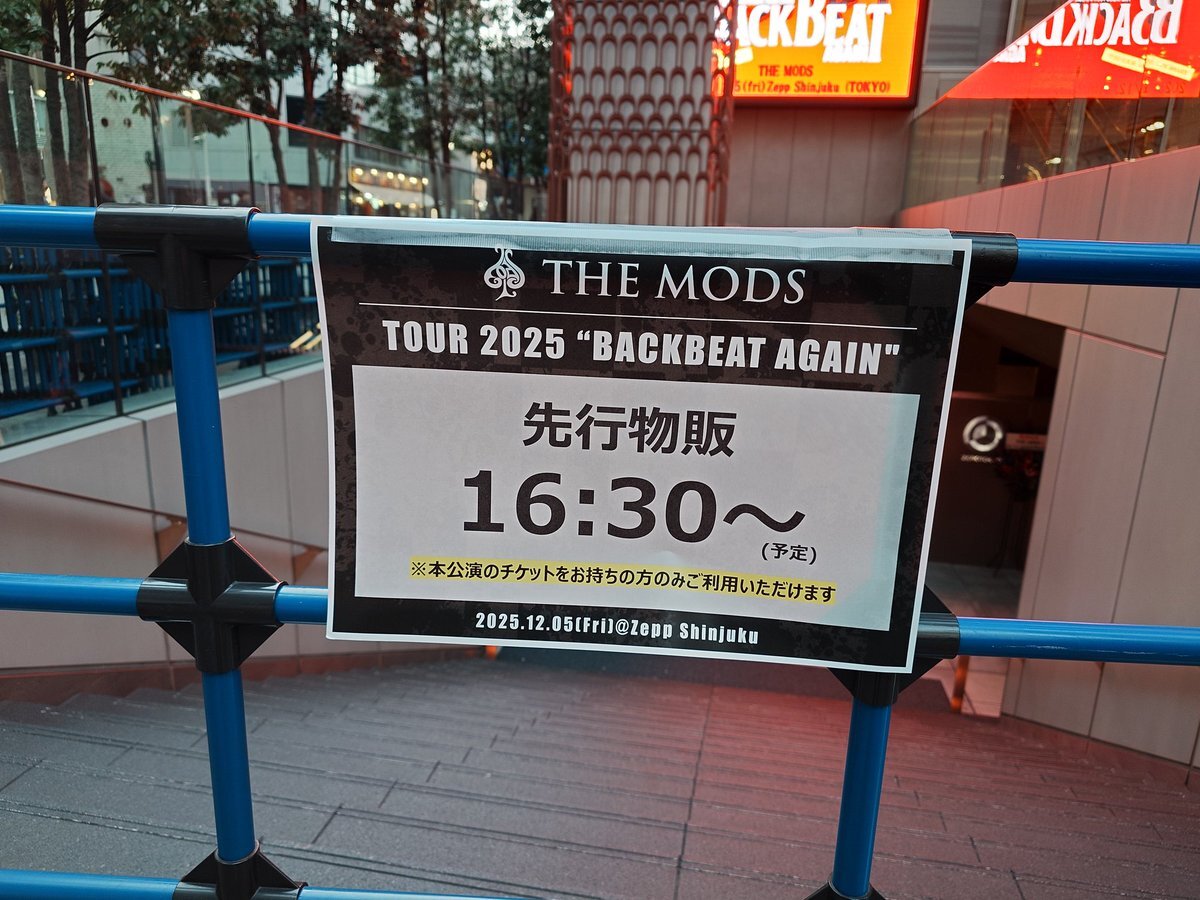 BACKBEAT
THE MODS
5(fri)Zepp Shinjuku (TOKYO)
THE MODS
TOUR 2025 “BACKBEAT AGAIN"
先行物販
16:30～
(予定)
※本公演のチケットをお持ちの方のみご利用いただけます
2025.12.05(Fri)@Zepp Shinjuku